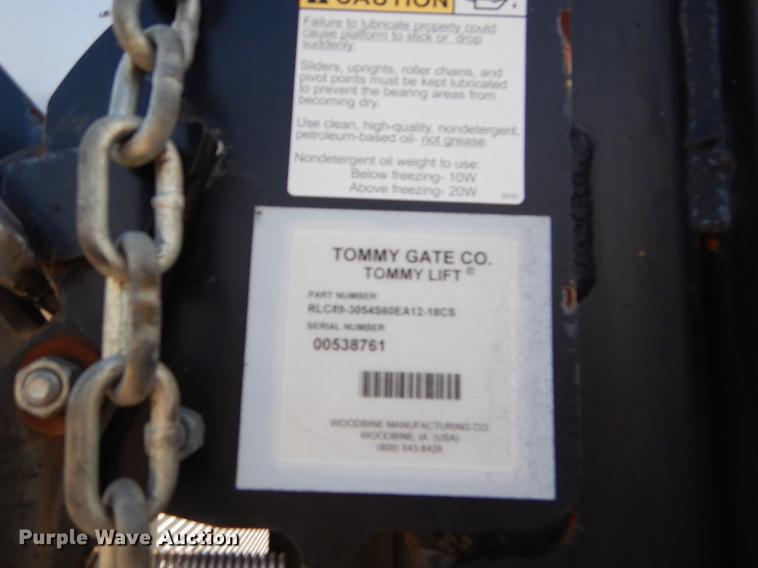 CAUTION
Failure to lubricate properly could
cause platform to stick or drop
suddenly.
Sliders, uprights, roller chains, and
pivot points must be kept lubricated
to prevent the bearing areas from
becoming dry.
Use clean, high-quality, nondetergent,
petroleum-based oil- not grease.
Nondetergent oil weight to use:
Below freezing- 10W
Above freezing- 20W
TOMMY GATE CO.
TOMMY LIFT ®
PART NUMBER
RLC89-3054S60EA12-18CS
SERIAL NUMBER
00538761
WOODBINE MANUFACTURING CO.
WOODBINE, IA. (USA)
(800) 543-8428
Purple Wave Auction